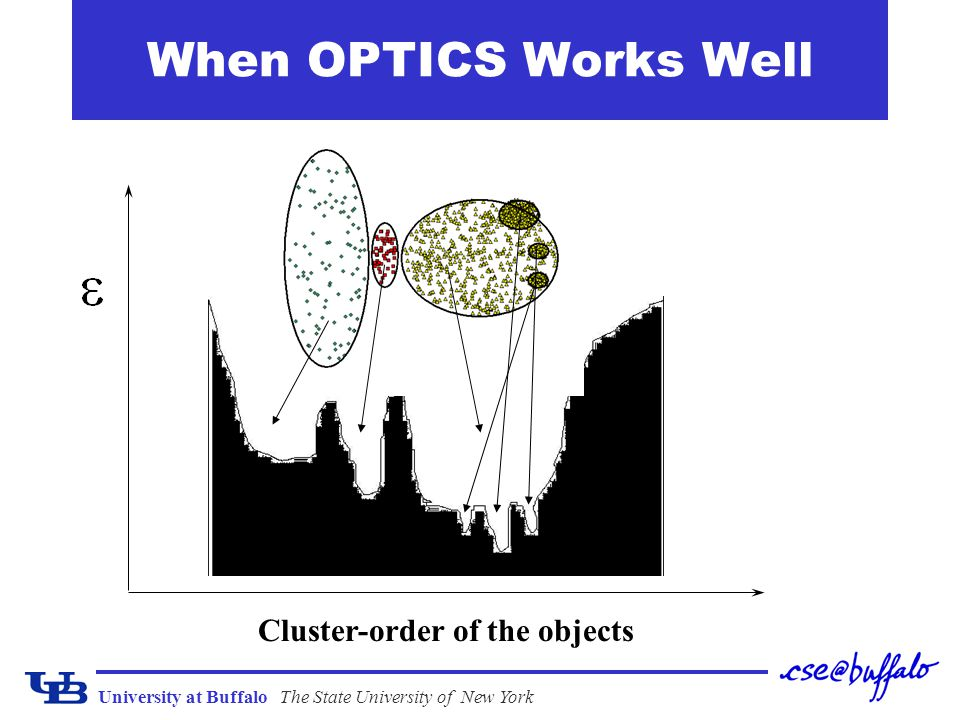 When OPTICS Works Well
ε
Cluster-order of the objects
UB
University at Buffalo The State University of New York
.cse@buffalo